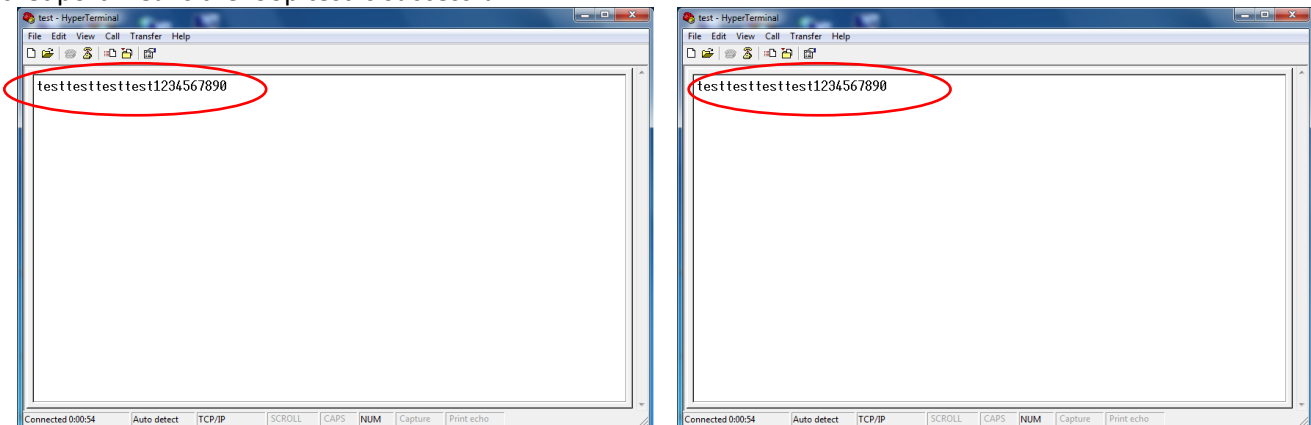 test - HyperTerminal
File Edit View Call Transfer Help
testtesttesttest1234567890
Connected 0:00:54 Auto detect TCP/IP SCROLL CAPS NUM Capture Print echo
test - HyperTerminal
File Edit View Call Transfer Help
testtesttesttest1234567890
Connected 0:00:54 Auto detect TCP/IP SCROLL CAPS NUM Capture Print echo